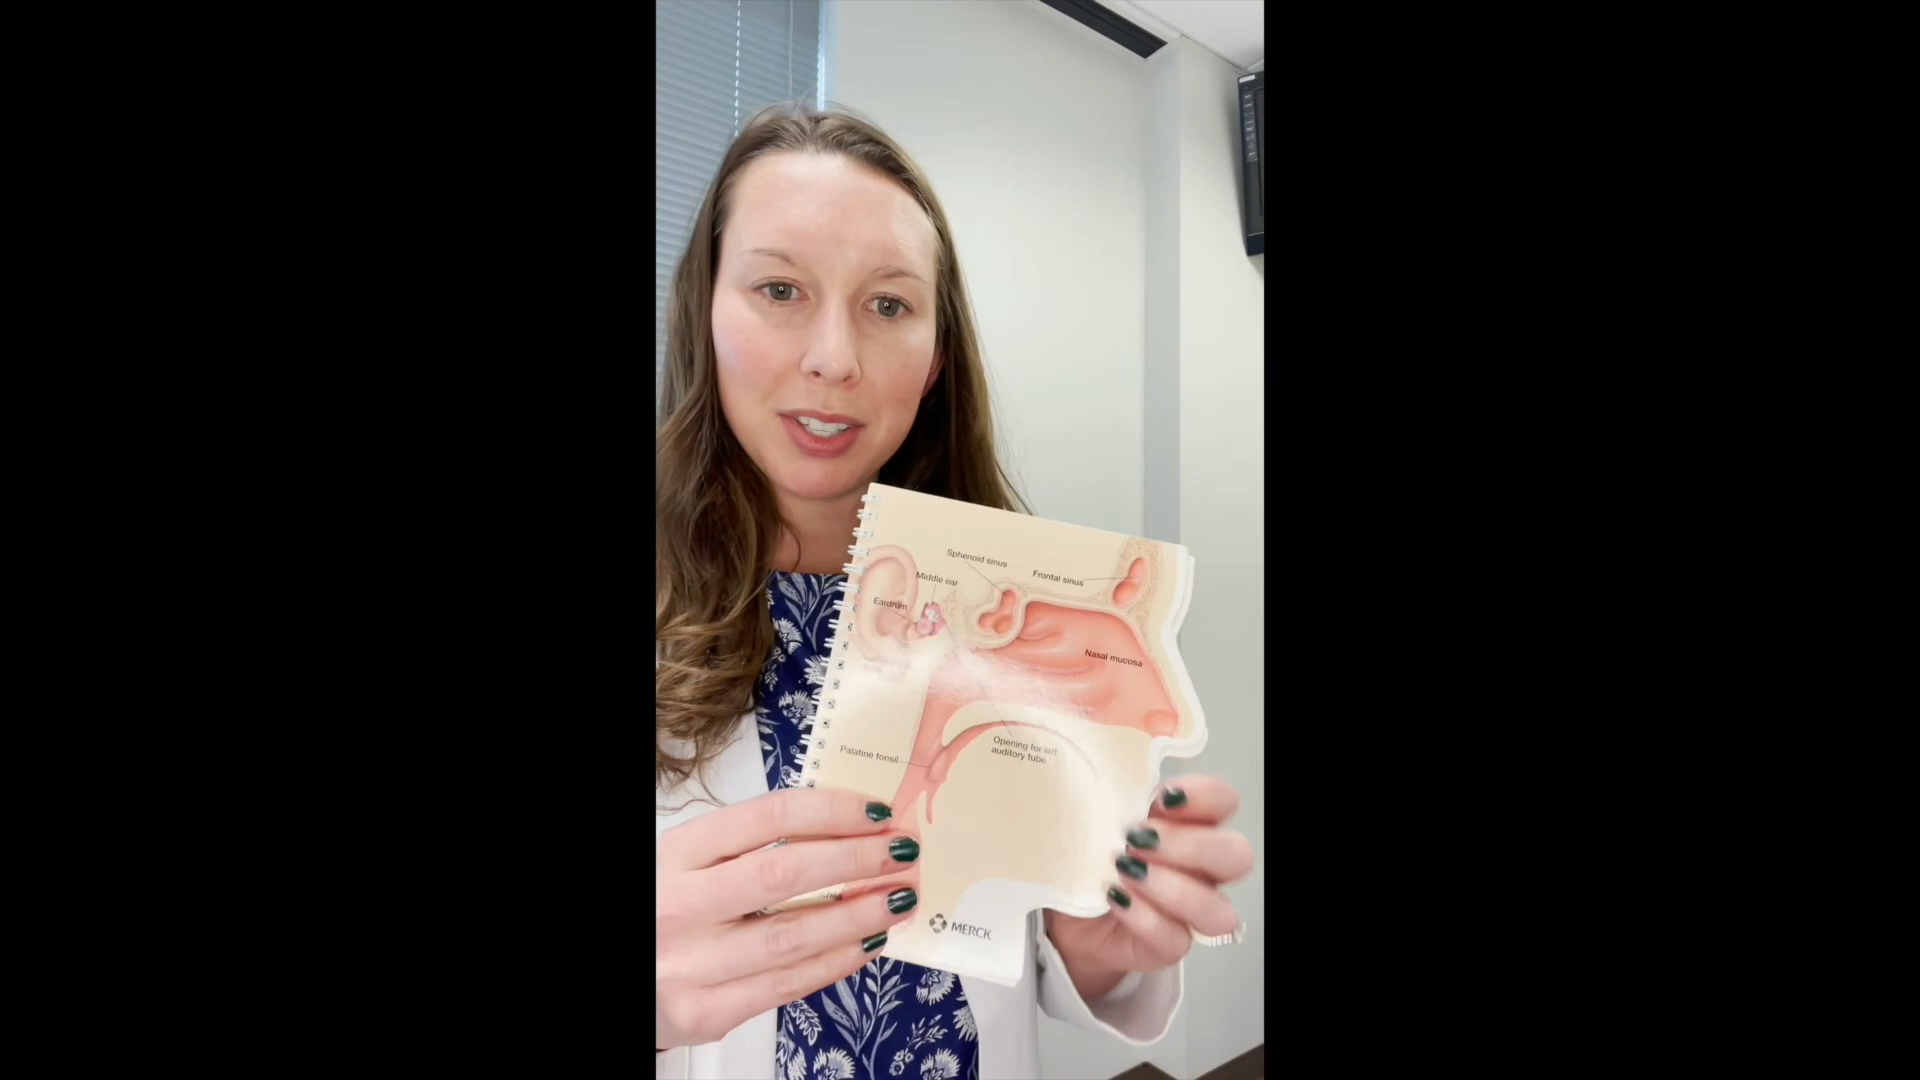 Sphenoid sinus
Frontal sinus
Middle ear
Eardrum
Nasal mucosa
Opening for left
auditory tube
Palatine tonsil
MERCK